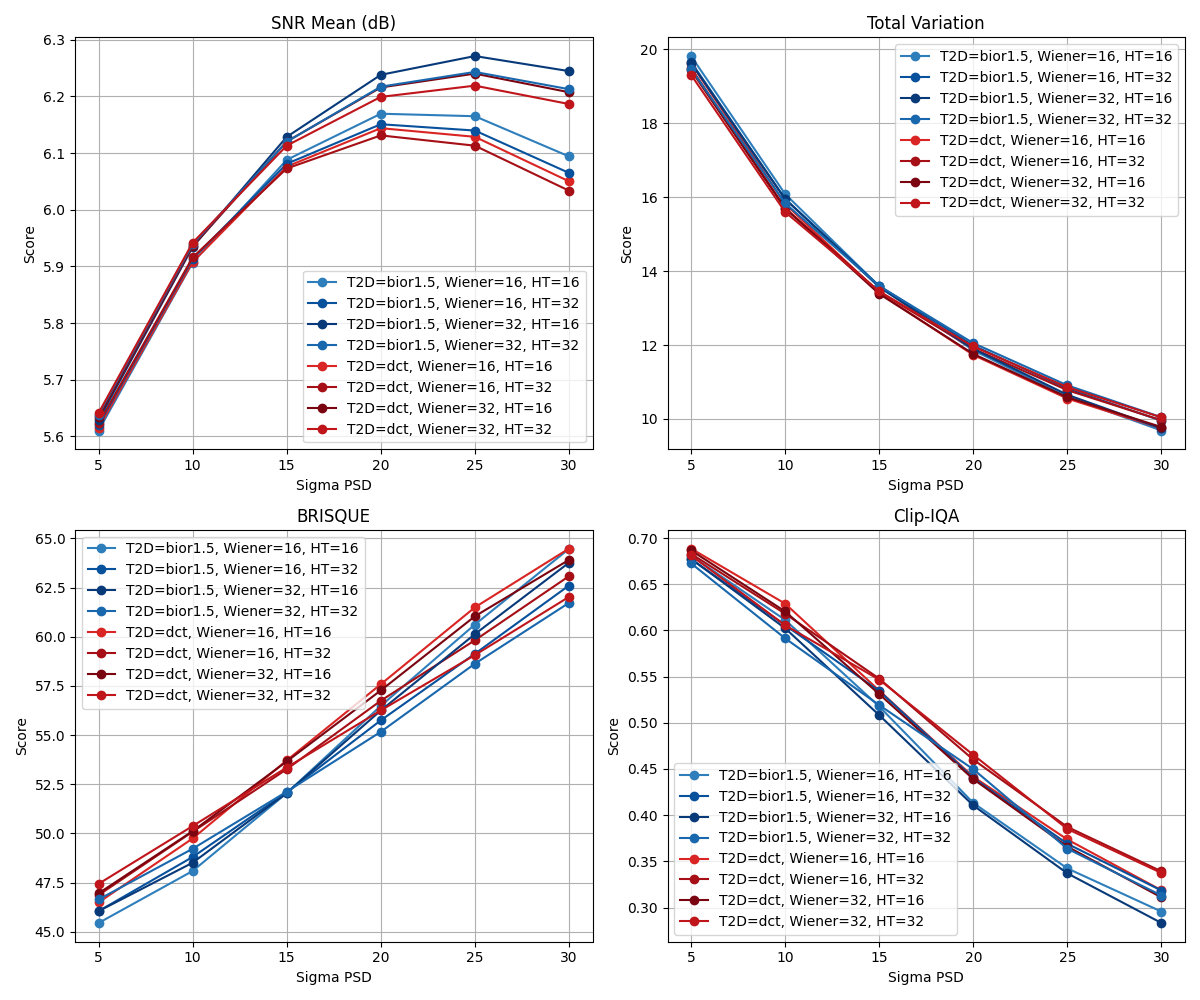 SNR Mean (dB)
6.3
6.2
6.1
6.0
5.9
5.8
5.7
5.6
Score
T2D=bior1.5, Wiener=16, HT=16
T2D=bior1.5, Wiener=16, HT=32
T2D=bior1.5, Wiener=32, HT=16
T2D=bior1.5, Wiener=32, HT=32
T2D=dct, Wiener=16, HT=16
T2D=dct, Wiener=16, HT=32
T2D=dct, Wiener=32, HT=16
T2D=dct, Wiener=32, HT=32
5 10 15 20 25 30
Sigma PSD
Total Variation
20
18
16
14
12
10
Score
T2D=bior1.5, Wiener=16, HT=16
T2D=bior1.5, Wiener=16, HT=32
T2D=bior1.5, Wiener=32, HT=16
T2D=bior1.5, Wiener=32, HT=32
T2D=dct, Wiener=16, HT=16
T2D=dct, Wiener=16, HT=32
T2D=dct, Wiener=32, HT=16
T2D=dct, Wiener=32, HT=32
5 10 15 20 25 30
Sigma PSD
BRISQUE
65.0
62.5
60.0
57.5
55.0
52.5
50.0
47.5
45.0
Score
T2D=bior1.5, Wiener=16, HT=16
T2D=bior1.5, Wiener=16, HT=32
T2D=bior1.5, Wiener=32, HT=16
T2D=bior1.5, Wiener=32, HT=32
T2D=dct, Wiener=16, HT=16
T2D=dct, Wiener=16, HT=32
T2D=dct, Wiener=32, HT=16
T2D=dct, Wiener=32, HT=32
5 10 15 20 25 30
Sigma PSD
Clip-IQA
0.70
0.65
0.60
0.55
0.50
0.45
0.40
0.35
0.30
Score
T2D=bior1.5, Wiener=16, HT=16
T2D=bior1.5, Wiener=16, HT=32
T2D=bior1.5, Wiener=32, HT=16
T2D=bior1.5, Wiener=32, HT=32
T2D=dct, Wiener=16, HT=16
T2D=dct, Wiener=16, HT=32
T2D=dct, Wiener=32, HT=16
T2D=dct, Wiener=32, HT=32
5 10 15 20 25 30
Sigma PSD